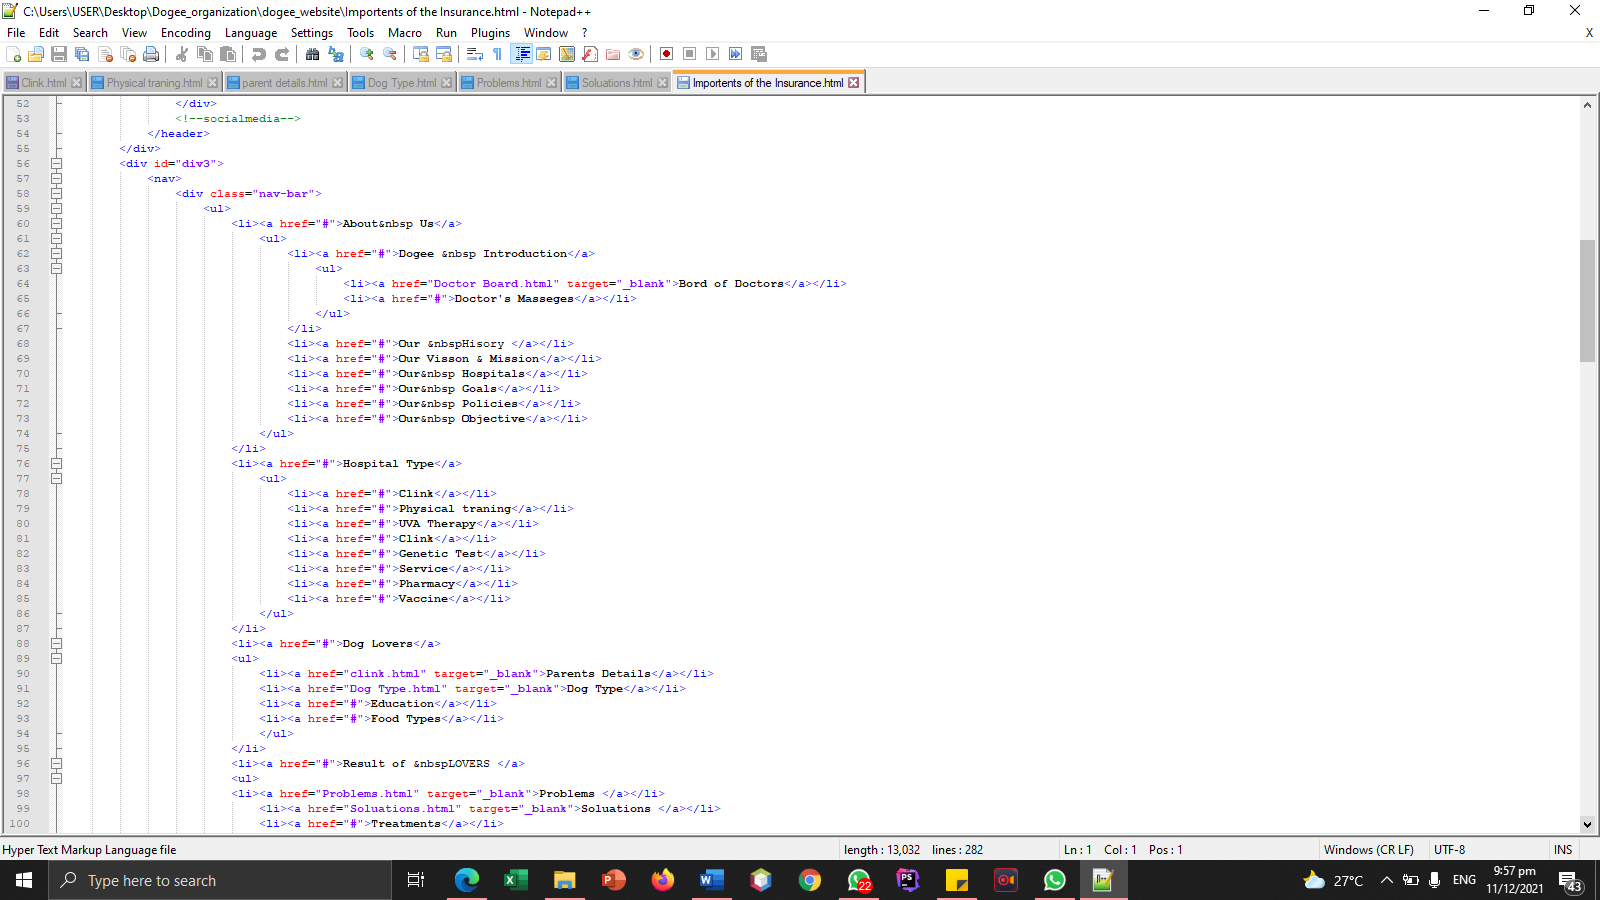 C:\Users\USER\Desktop\Dogee_organization\dogee_website\Importents of the Insurance.html - Notepad++
File Edit Search View Encoding Language Settings Tools Macro Run Plugins Window ? X
Clink.html Physical traning.html parent details.html Dog Type.html Problems.html Soluations.html Importents of the Insurance.html
52 </div>
53 <!--socialmedia-->
54 </header>
55 </div>
56 <div id="div3">
57 <nav>
58 <div class="nav-bar">
59 <ul>
60 <li><a href="#">About&nbsp Us</a>
61 <ul>
62 <li><a href="#">Dogee &nbsp Introduction</a>
63 <ul>
64 <li><a href="Doctor Board.html" target="_blank">Bord of Doctors</a></li>
65 <li><a href="#">Doctor's Masseges</a></li>
66 </ul>
67 </li>
68 <li><a href="#">Our &nbspHisory </a></li>
69 <li><a href="#">Our Visson & Mission</a></li>
70 <li><a href="#">Our&nbsp Hospitals</a></li>
71 <li><a href="#">Our&nbsp Goals</a></li>
72 <li><a href="#">Our&nbsp Policies</a></li>
73 <li><a href="#">Our&nbsp Objective</a></li>
74 </ul>
75 </li>
76 <li><a href="#">Hospital Type</a>
77 <ul>
78 <li><a href="#">Clink</a></li>
79 <li><a href="#">Physical traning</a></li>
80 <li><a href="#">UVA Therapy</a></li>
81 <li><a href="#">Clink</a></li>
82 <li><a href="#">Genetic Test</a></li>
83 <li><a href="#">Service</a></li>
84 <li><a href="#">Pharmacy</a></li>
85 <li><a href="#">Vaccine</a></li>
86 </ul>
87 </li>
88 <li><a href="#">Dog Lovers</a>
89 <ul>
90 <li><a href="clink.html" target="_blank">Parents Details</a></li>
91 <li><a href="Dog Type.html" target="_blank">Dog Type</a></li>
92 <li><a href="#">Education</a></li>
93 <li><a href="#">Food Types</a></li>
94 </ul>
95 </li>
96 <li><a href="#">Result of &nbspLOVERS </a>
97 <ul>
98 <li><a href="Problems.html" target="_blank">Problems </a></li>
99 <li><a href="Soluations.html" target="_blank">Soluations </a></li>
100 <li><a href="#">Treatments</a></li>
Hyper Text Markup Language file length : 13,032 lines : 282 Ln : 1 Col : 1 Pos : 1 Windows (CR LF) UTF-8 INS
Type here to search 22 PS 27°C ENG 9:57 pm 11/12/2021 43